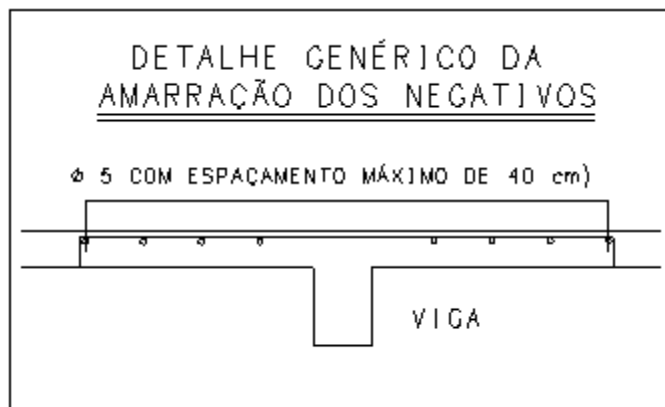 DETALHE GENÉRICO DA
AMARRAÇÃO DOS NEGATIVOS
ϕ 5 COM ESPAÇAMENTO MÁXIMO DE 40 cm)
VIGA